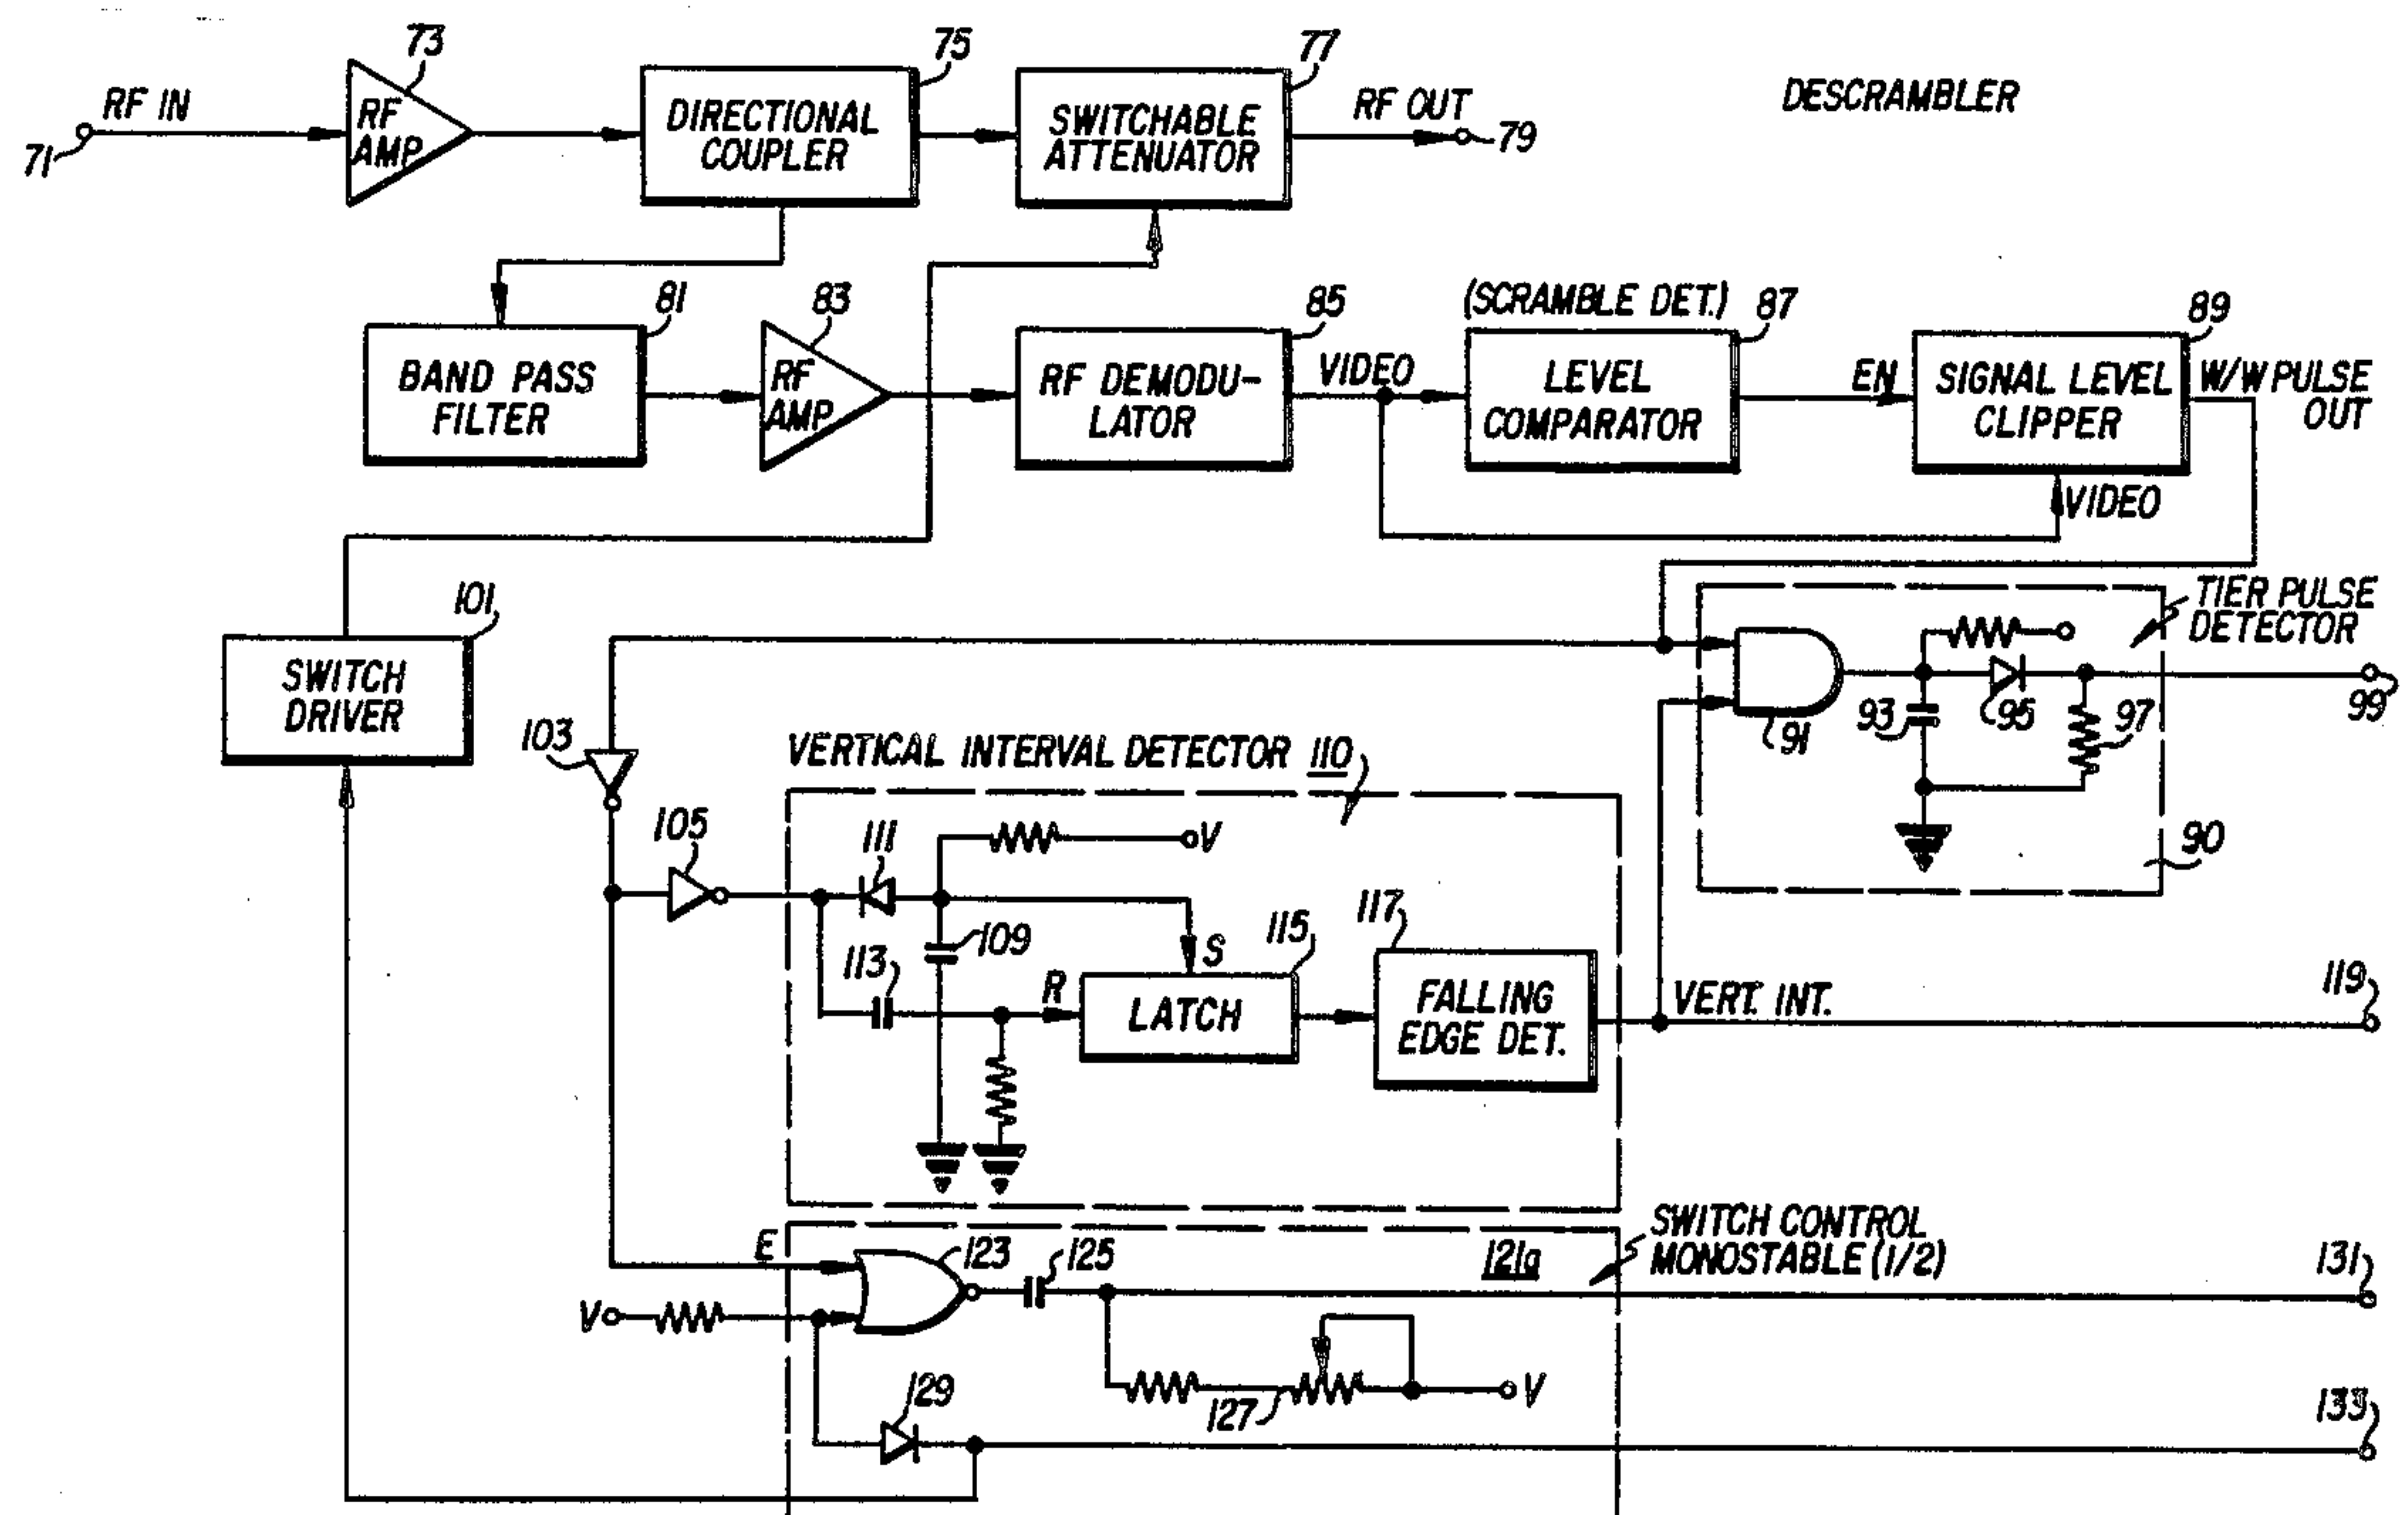 73
75
77
RF IN
RF OUT
DESCRAMBLER
71
RF
AMP
DIRECTIONAL
COUPLER
SWITCHABLE
ATTENUATOR
79
81
83
85
(SCRAMBLE DET.)
87
89
BAND PASS
FILTER
RF
AMP
RF DEMODU-
LATOR
VIDEO
LEVEL
COMPARATOR
EN
SIGNAL LEVEL
CLIPPER
W/W PULSE
OUT
VIDEO
101
SWITCH
DRIVER
TIER PULSE
DETECTOR
93
95
97
99
91
90
103
VERTICAL INTERVAL DETECTOR 110
105
111
V
109
113
S
115
117
R
LATCH
FALLING
EDGE DET.
VERT. INT.
119
E
123
125
121a
SWITCH CONTROL
MONOSTABLE (1/2)
131
V
129
127
V
133